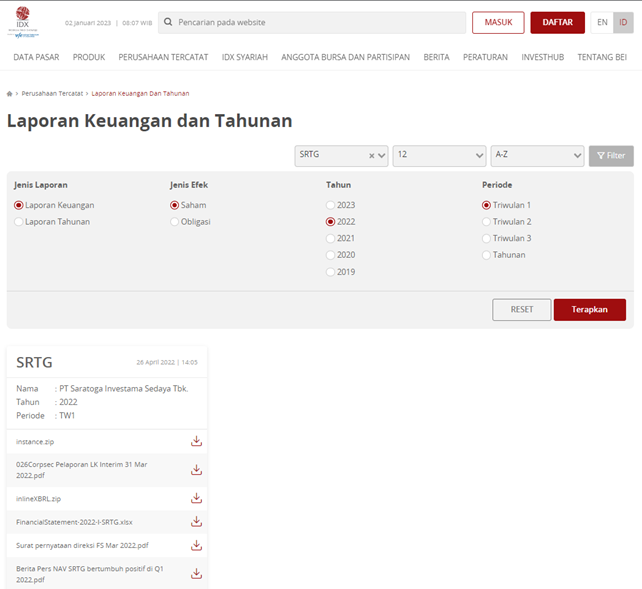 IDX
02 Januari 2023 | 08:07 WIB
Pencarian pada website
MASUK
DAFTAR
EN
ID
DATA PASAR
PRODUK
PERUSAHAAN TERCATAT
IDX SYARIAH
ANGGOTA BURSA DAN PARTISIPAN
BERITA
PERATURAN
INVESTHUB
TENTANG BEI
Perusahaan Tercatat > Laporan Keuangan Dan Tahunan
Laporan Keuangan dan Tahunan
SRTG
12
A-Z
Filter
Jenis Laporan
Laporan Keuangan
Laporan Tahunan
Jenis Efek
Saham
Obligasi
Tahun
2023
2022
2021
2020
2019
Periode
Triwulan 1
Triwulan 2
Triwulan 3
Tahunan
RESET
Terapkan
SRTG
26 April 2022 | 14:05
Nama : PT Saratoga Investama Sedaya Tbk.
Tahun : 2022
Periode : TW1
instance.zip
026Corpsec Pelaporan LK Interim 31 Mar
2022.pdf
inlineXBRL.zip
FinancialStatement-2022-I-SRTG.xlsx
Surat pernyataan direksi FS Mar 2022.pdf
Berita Pers NAV SRTG bertumbuh positif di Q1
2022.pdf